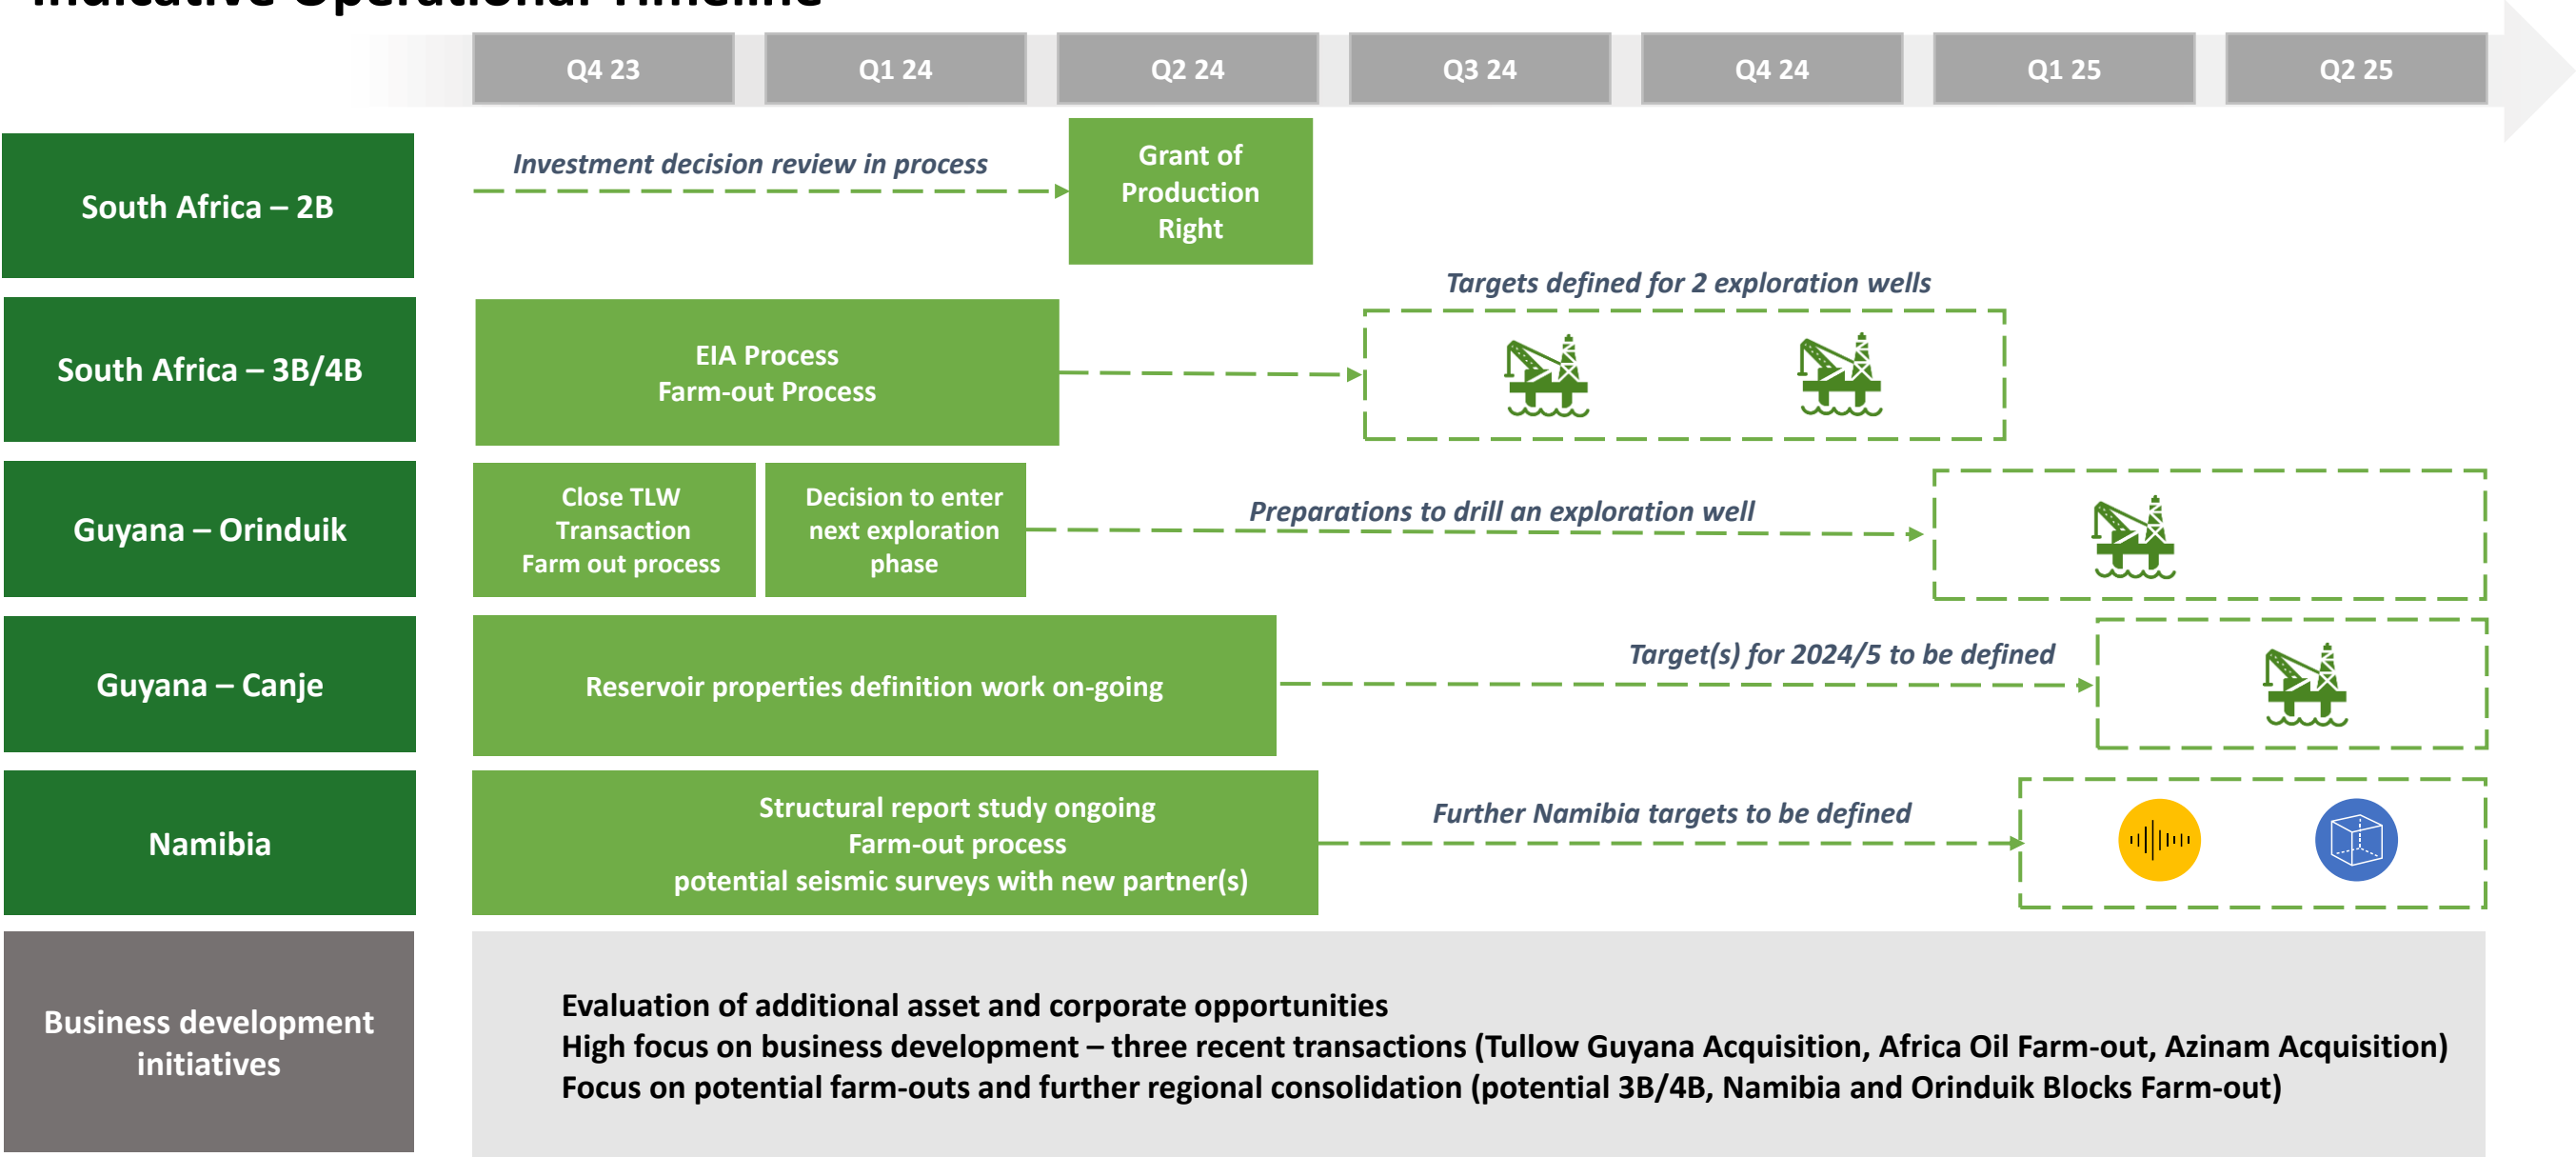 Indicative Operational Timeline
Q4 23
Q1 24
Q2 24
Q3 24
Q4 24
Q1 25
Q2 25
South Africa – 2B
Investment decision review in process
Grant of
Production
Right
South Africa – 3B/4B
EIA Process
Farm-out Process
Targets defined for 2 exploration wells
Guyana – Orinduik
Close TLW
Transaction
Farm out process
Decision to enter
next exploration
phase
Preparations to drill an exploration well
Guyana – Canje
Reservoir properties definition work on-going
Target(s) for 2024/5 to be defined
Namibia
Structural report study ongoing
Farm-out process
potential seismic surveys with new partner(s)
Further Namibia targets to be defined
Business development
initiatives
Evaluation of additional asset and corporate opportunities
High focus on business development – three recent transactions (Tullow Guyana Acquisition, Africa Oil Farm-out, Azinam Acquisition)
Focus on potential farm-outs and further regional consolidation (potential 3B/4B, Namibia and Orinduik Blocks Farm-out)